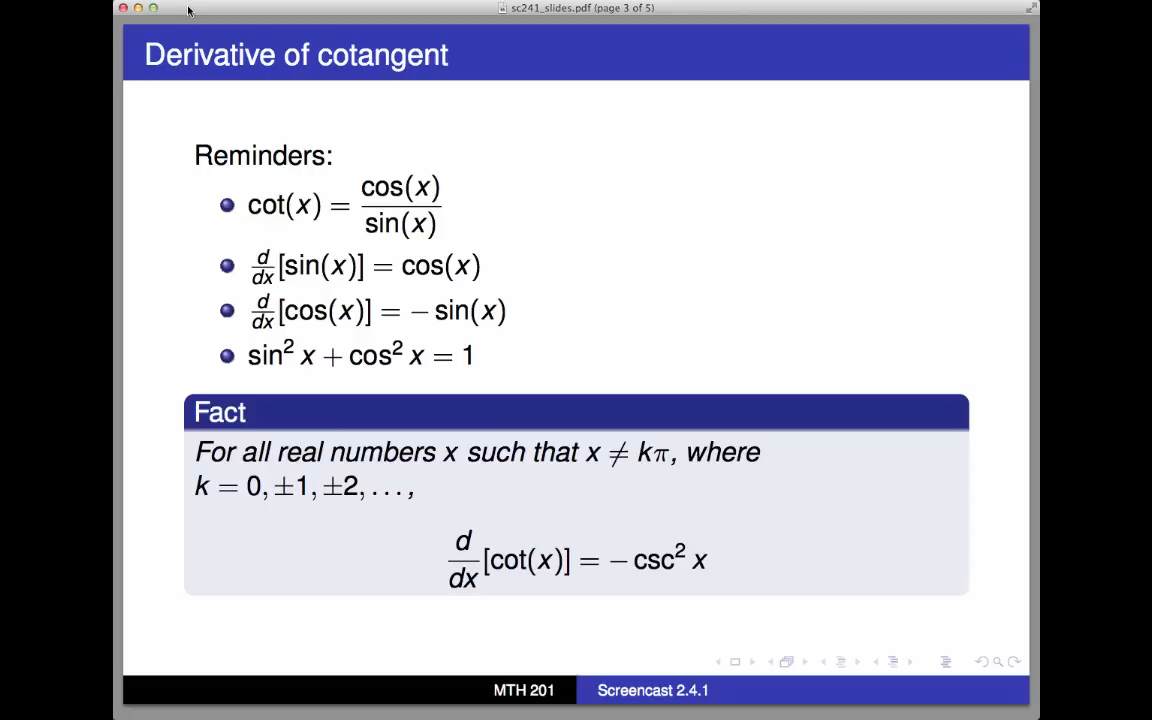 sc241_slides.pdf (page 3 of 5)
Derivative of cotangent
Reminders:
cot(x) = cos(x)/sin(x)
d/dx[sin(x)] = cos(x)
d/dx[cos(x)] = − sin(x)
sin² x + cos² x = 1
Fact
For all real numbers x such that x ≠ kπ, where
k = 0, ±1, ±2, . . . ,
d/dx[cot(x)] = − csc² x
MTH 201
Screencast 2.4.1